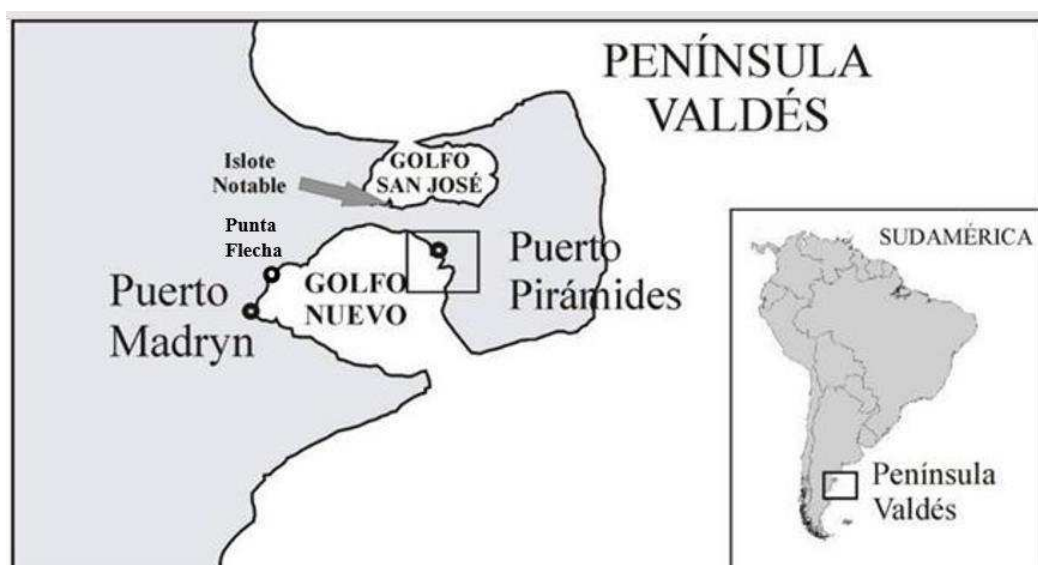 PENÍNSULA
VALDÉS
GOLFO
SAN JOSÉ
Islote
Notable
Punta
Flecha
Puerto
Madryn
GOLFO
NUEVO
Puerto
Pirámides
SUDAMÉRICA
Península
Valdés